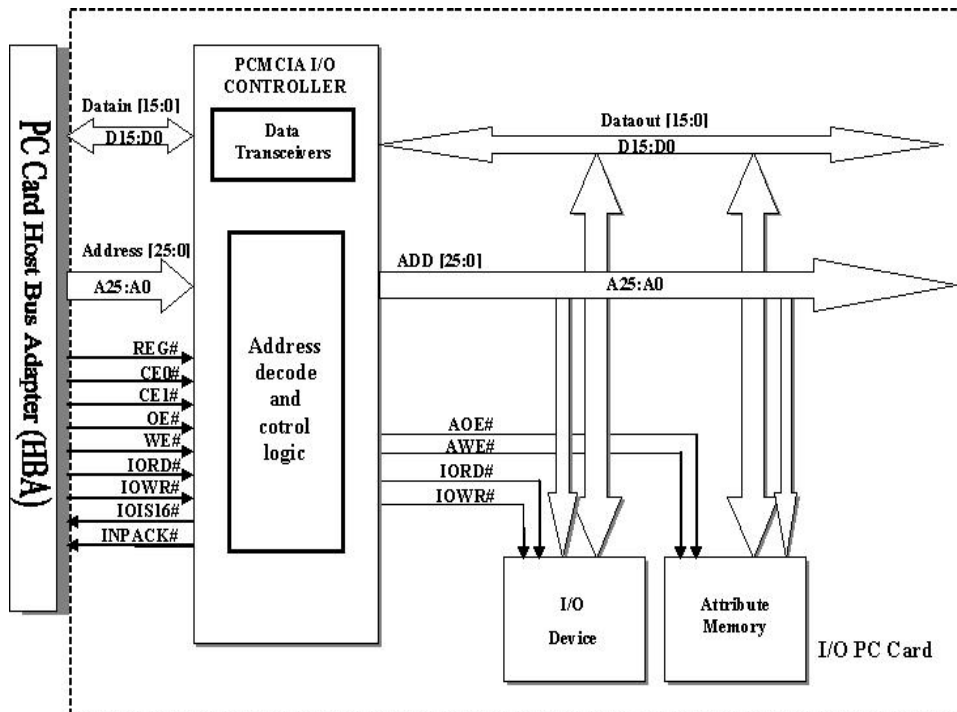 PC Card Host Bus Adapter (HBA)
PCMCIA I/O
CONTROLLER
Data
Transceivers
Datain [15:0]
D15:D0
Dataout [15:0]
D15:D0
Address [25:0]
A25:A0
ADD [25:0]
A25:A0
REG#
CE0#
CE1#
OE#
WE#
IORD#
IOWR#
IOIS16#
INPACK#
Address
decode
and
cotrol
logic
AOE#
AWE#
IORD#
IOWR#
I/O
Device
Attribute
Memory
I/O PC Card